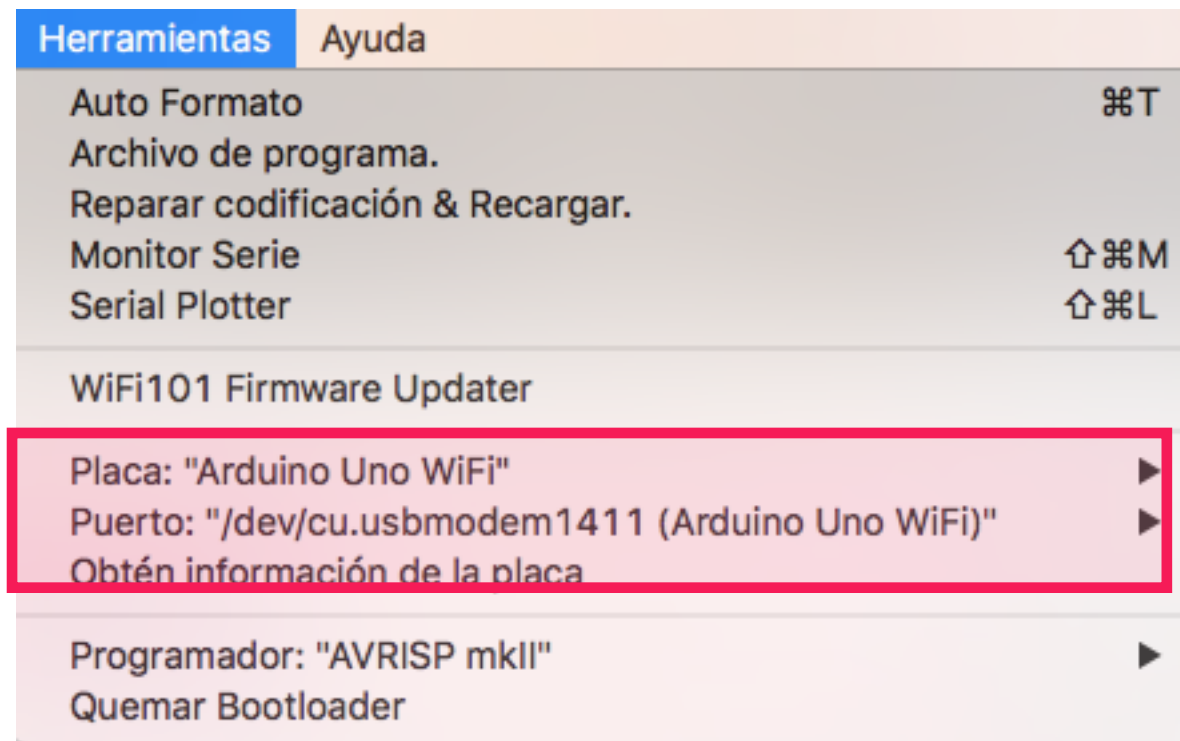 Herramientas Ayuda
Auto Formato ⌘T
Archivo de programa.
Reparar codificación & Recargar.
Monitor Serie ⇧⌘M
Serial Plotter ⇧⌘L
WiFi101 Firmware Updater
Placa: "Arduino Uno WiFi" ▶
Puerto: "/dev/cu.usbmodem1411 (Arduino Uno WiFi)" ▶
Obtén información de la placa
Programador: "AVRISP mkII" ▶
Quemar Bootloader